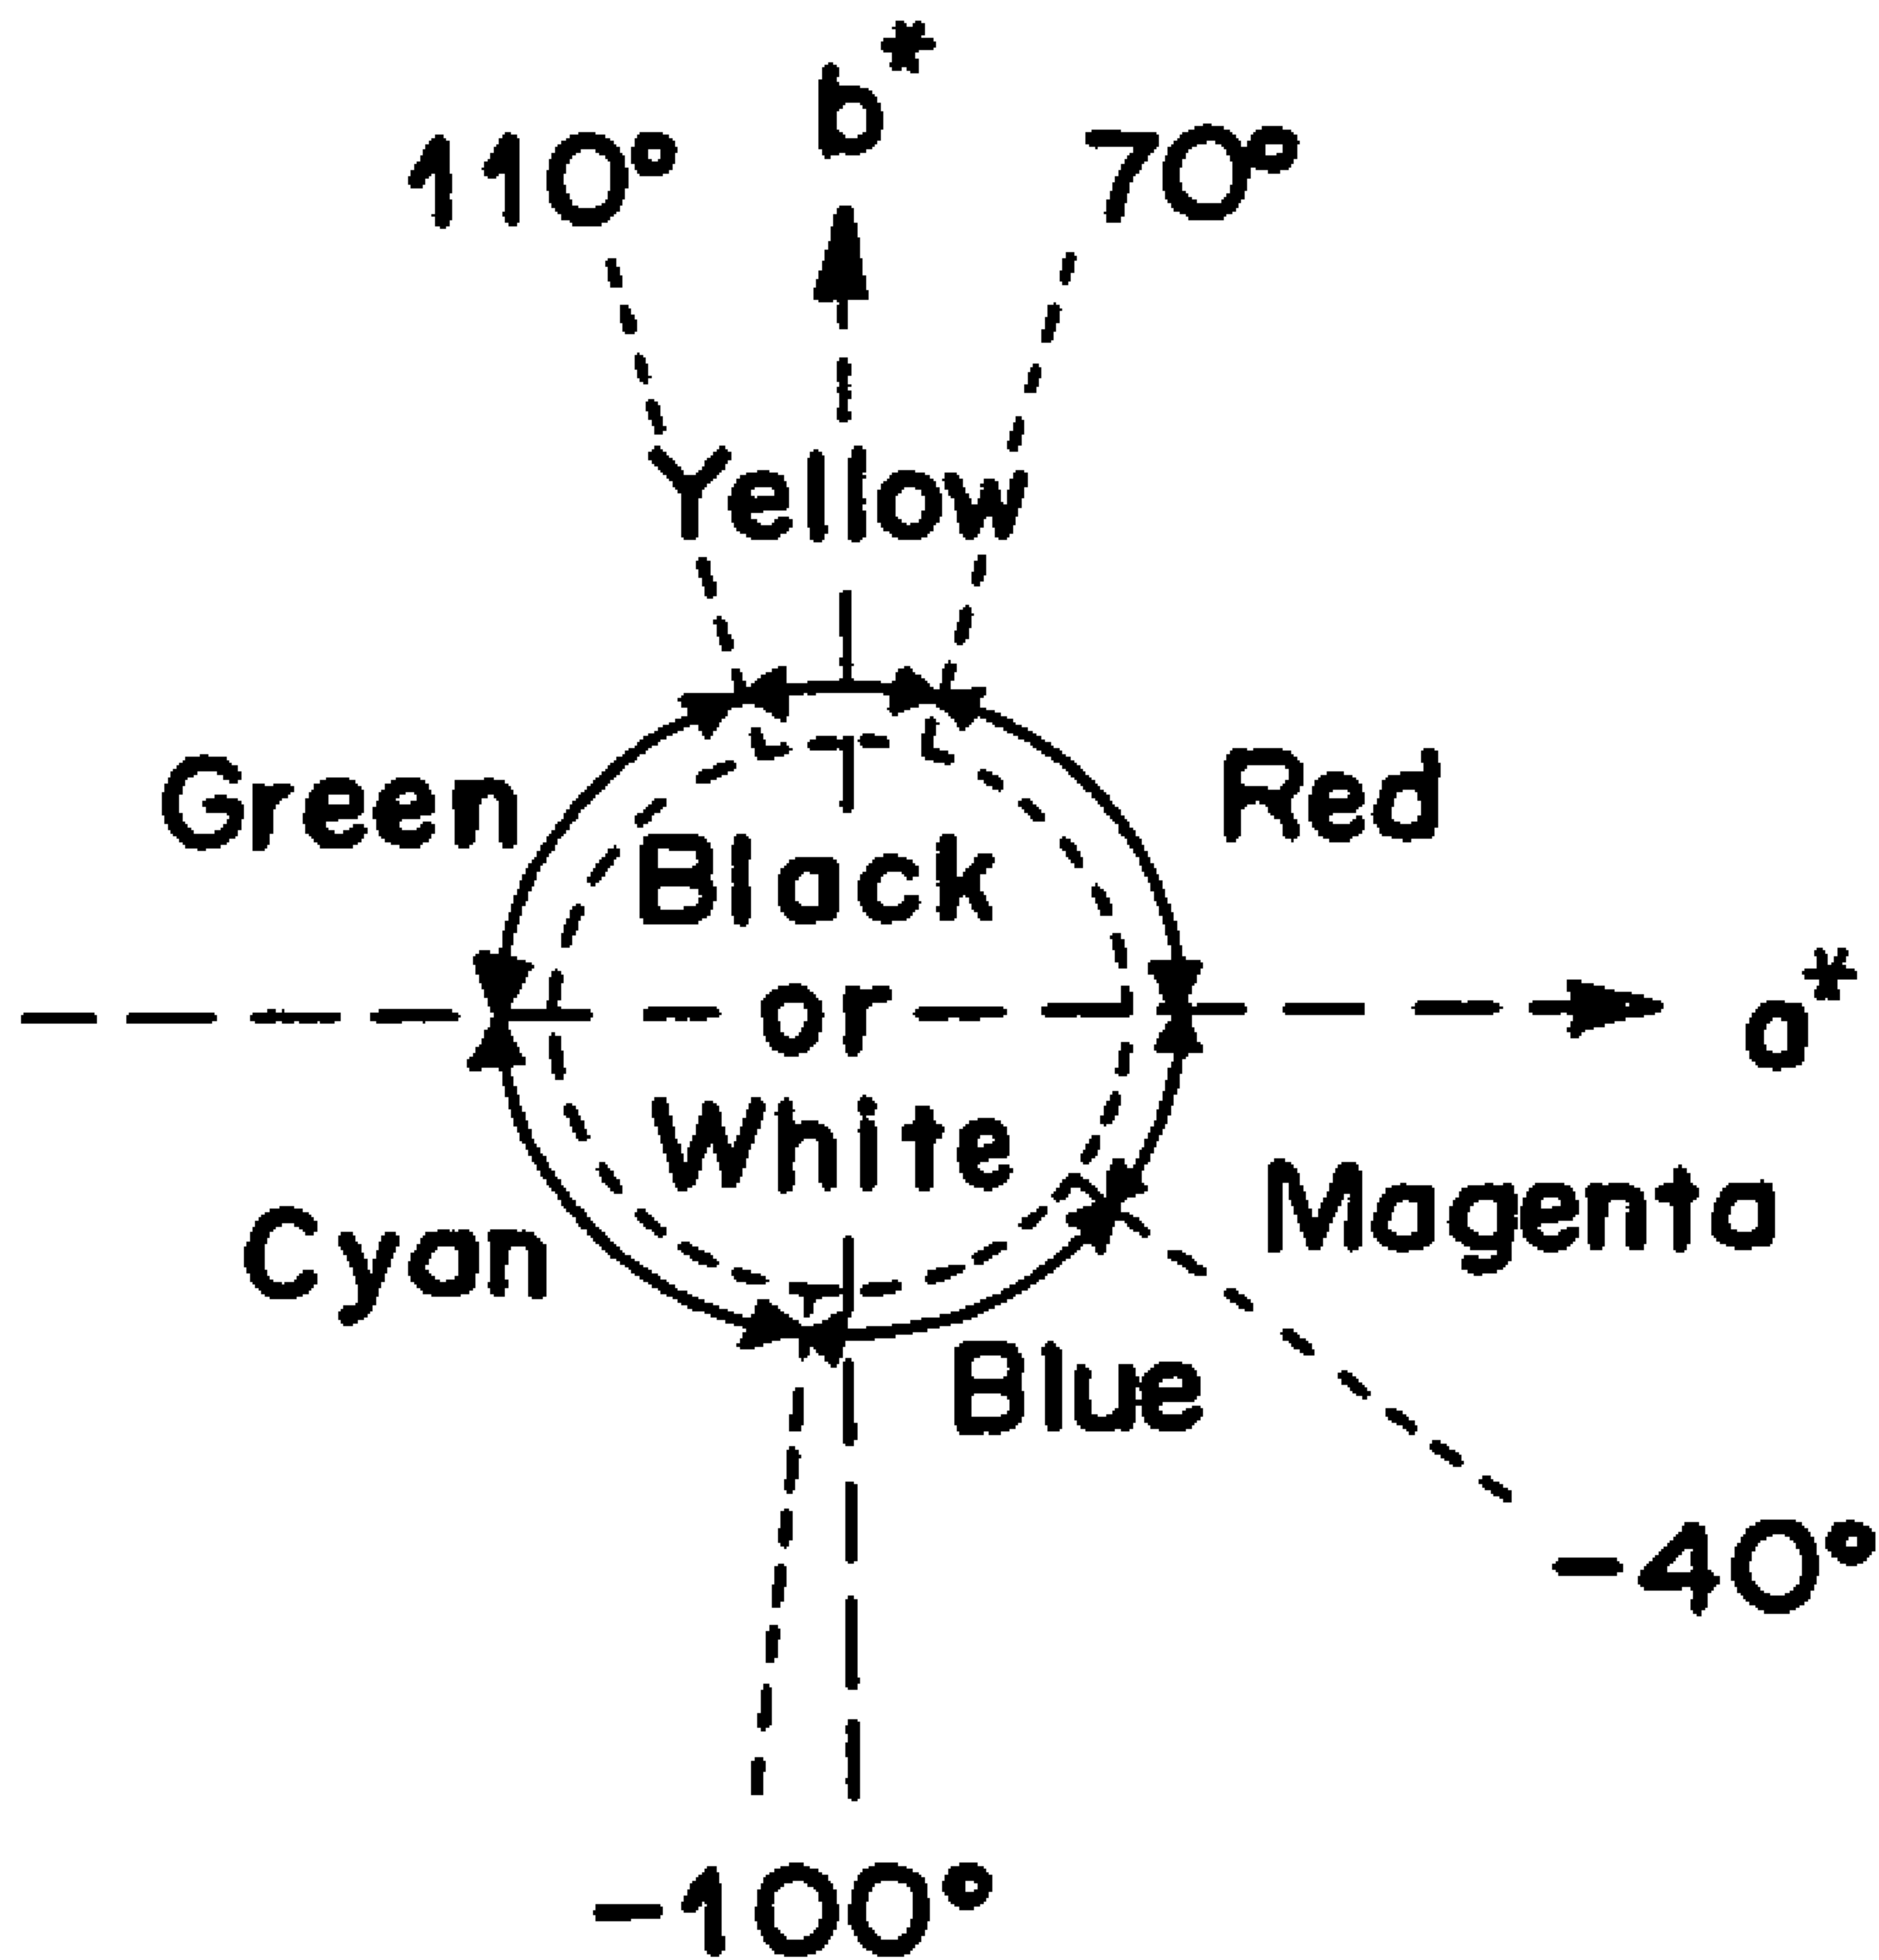 b*
110° 70°
Yellow
Green Red
Black
or
White
a*
Magenta
Cyan
Blue
-40°
-100°